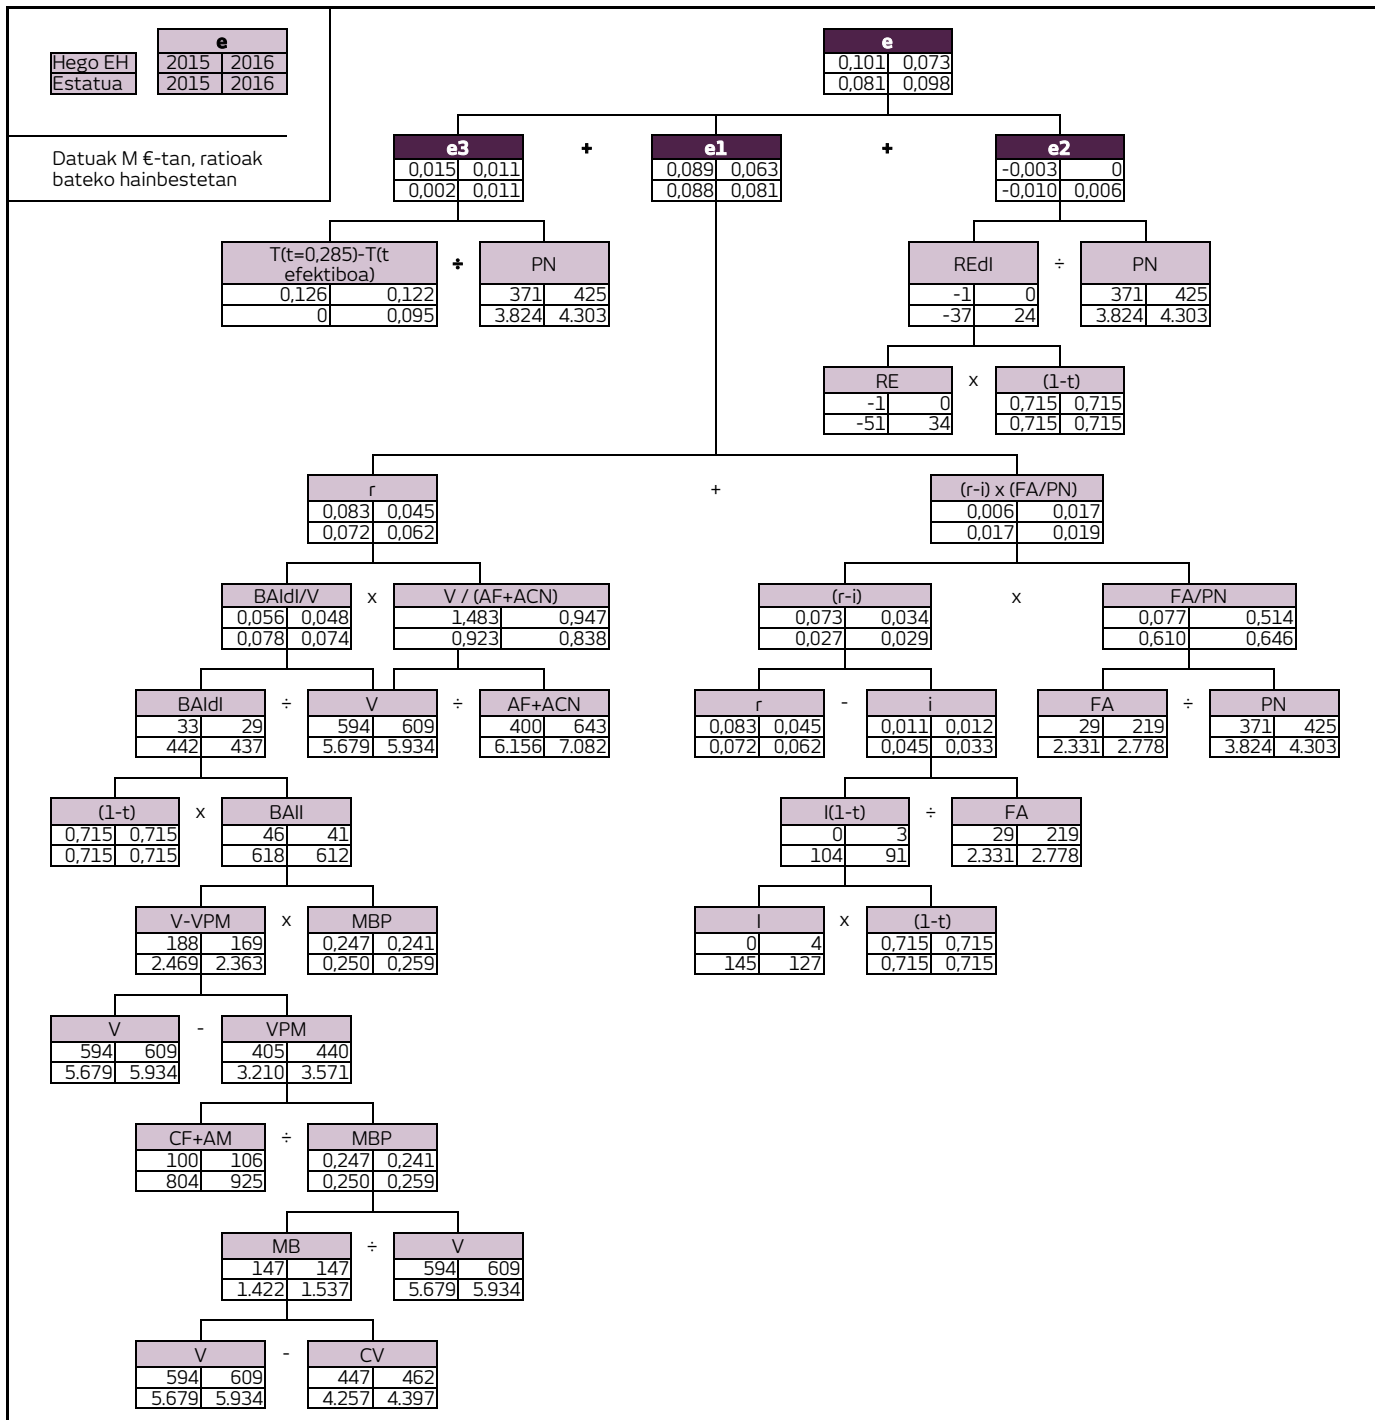 e
Hego EH 2015 2016
Estatua 2015 2016
Datuak M €-tan, ratioak
bateko hainbestetan
e
0,101 0,073
0,081 0,098
e3 + e1 + e2
0,015 0,011 0,089 0,063 -0,003 0
0,002 0,011 0,088 0,081 -0,010 0,006
T(t=0,285)-T(t
efektiboa) ÷ PN REdI ÷ PN
0,126 0,122 371 425 -1 0 371 425
0 0,095 3.824 4.303 -37 24 3.824 4.303
RE x (1-t)
-1 0 0,715 0,715
-51 34 0,715 0,715
r + (r-i) x (FA/PN)
0,083 0,045 0,006 0,017
0,072 0,062 0,017 0,019
BAIdI/V x V / (AF+ACN) (r-i) x FA/PN
0,056 0,048 1,483 0,947 0,073 0,034 0,077 0,514
0,078 0,074 0,923 0,838 0,027 0,029 0,610 0,646
BAIdI ÷ V ÷ AF+ACN r - i FA ÷ PN
33 29 594 609 400 643 0,083 0,045 0,011 0,012 29 219 371 425
442 437 5.679 5.934 6.156 7.082 0,072 0,062 0,045 0,033 2.331 2.778 3.824 4.303
(1-t) x BAII I(1-t) ÷ FA
0,715 0,715 46 41 0 3 29 219
0,715 0,715 618 612 104 91 2.331 2.778
V-VPM x MBP I x (1-t)
188 169 0,247 0,241 0 4 0,715 0,715
2.469 2.363 0,250 0,259 145 127 0,715 0,715
V - VPM
594 609 405 440
5.679 5.934 3.210 3.571
CF+AM ÷ MBP
100 106 0,247 0,241
804 925 0,250 0,259
MB ÷ V
147 147 594 609
1.422 1.537 5.679 5.934
V - CV
594 609 447 462
5.679 5.934 4.257 4.397